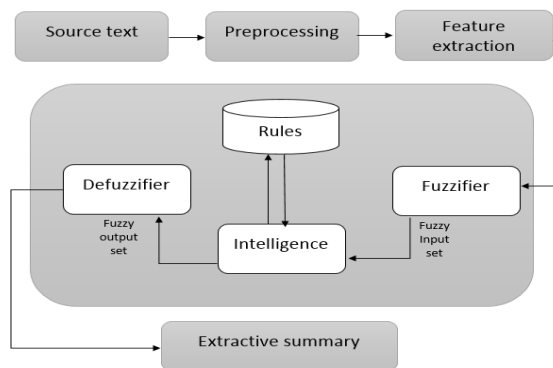 Source text
Preprocessing
Feature
extraction
Rules
Defuzzifier
Fuzzifier
Fuzzy
output
set
Intelligence
Fuzzy
Input
set
Extractive summary